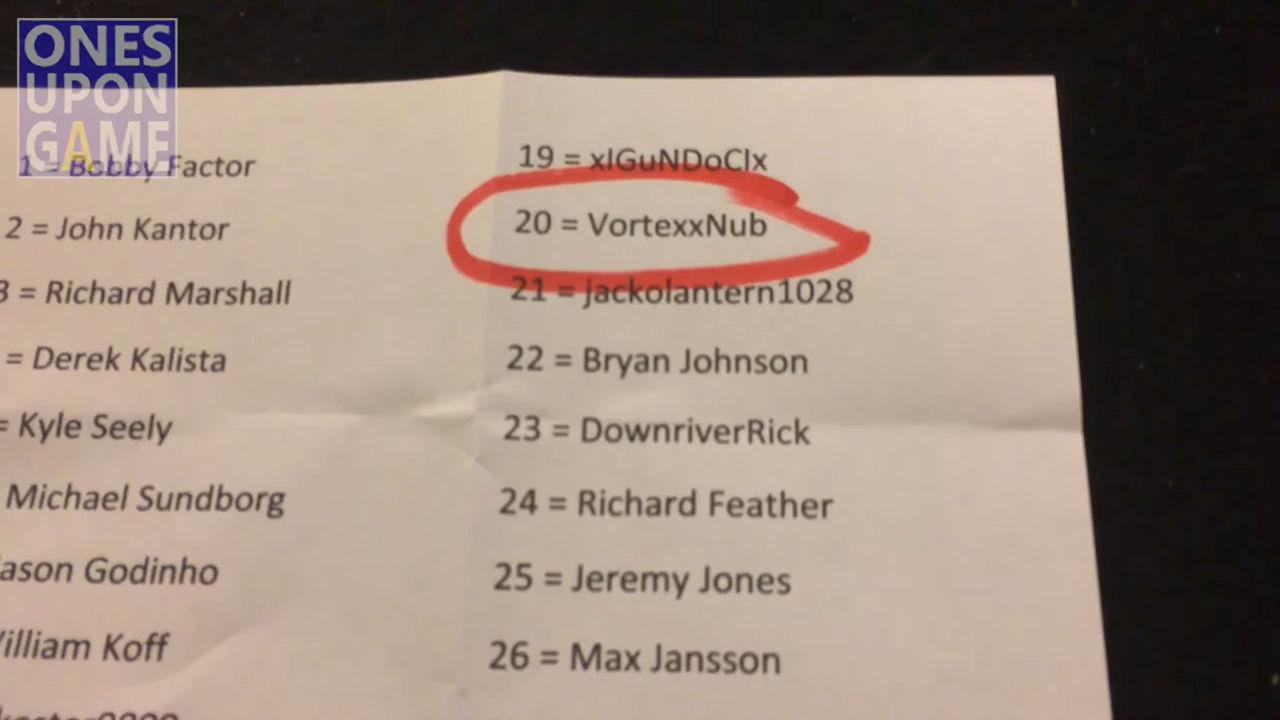 ONES
UPON
GAME
1 = Bobby Factor
2 = John Kantor
3 = Richard Marshall
= Derek Kalista
= Kyle Seely
Michael Sundborg
ason Godinho
William Koff
19 = xIGuNDoCIx
20 = VortexxNub
21 = jackolantern1028
22 = Bryan Johnson
23 = DownriverRick
24 = Richard Feather
25 = Jeremy Jones
26 = Max Jansson